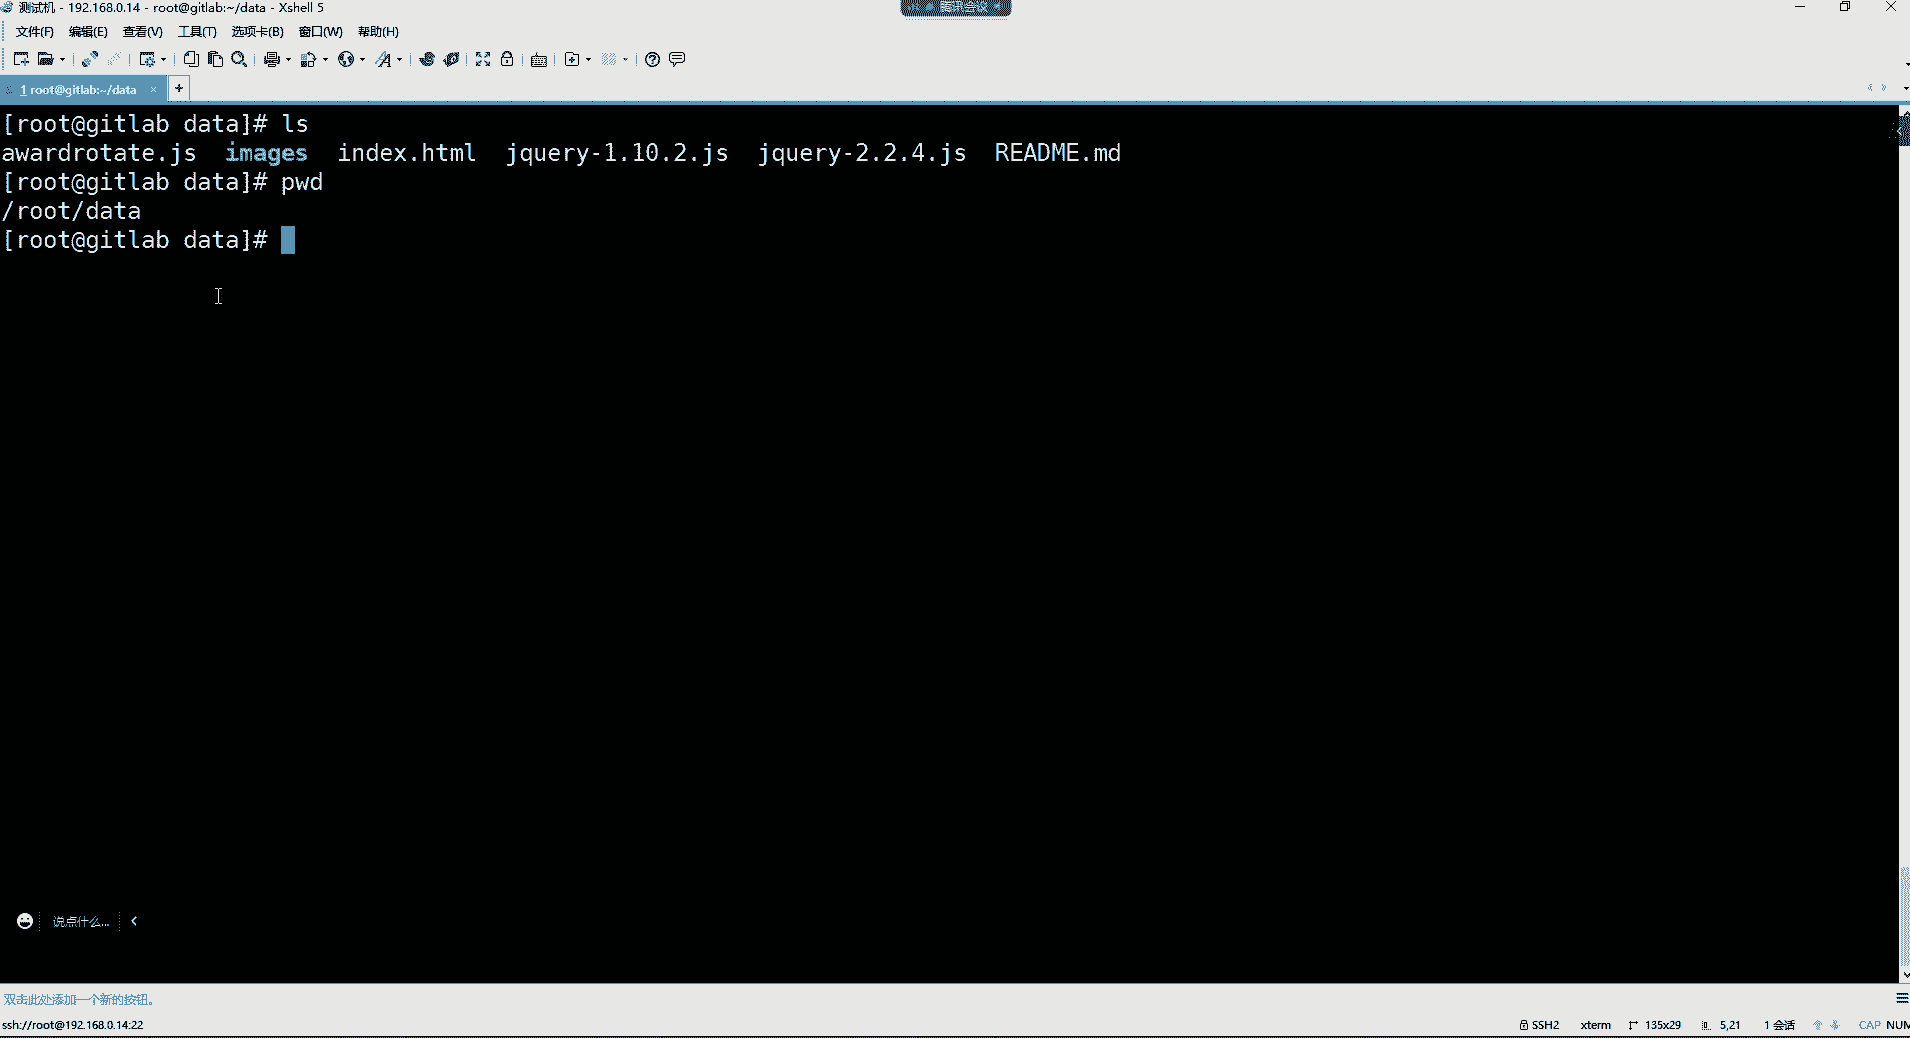 测试机 - 192.168.0.14 - root@gitlab:~/data - Xshell 5
腾讯会议
文件(F) 编辑(E) 查看(V) 工具(T) 选项卡(B) 窗口(W) 帮助(H)
1 root@gitlab:~/data × +
[root@gitlab data]# ls
awardrotate.js images index.html jquery-1.10.2.js jquery-2.2.4.js README.md
[root@gitlab data]# pwd
/root/data
[root@gitlab data]#
说点什么...
双击此处添加一个新的按钮。
ssh://root@192.168.0.14:22 SSH2 xterm 135x29 5,21 1 会话 CAP NUM